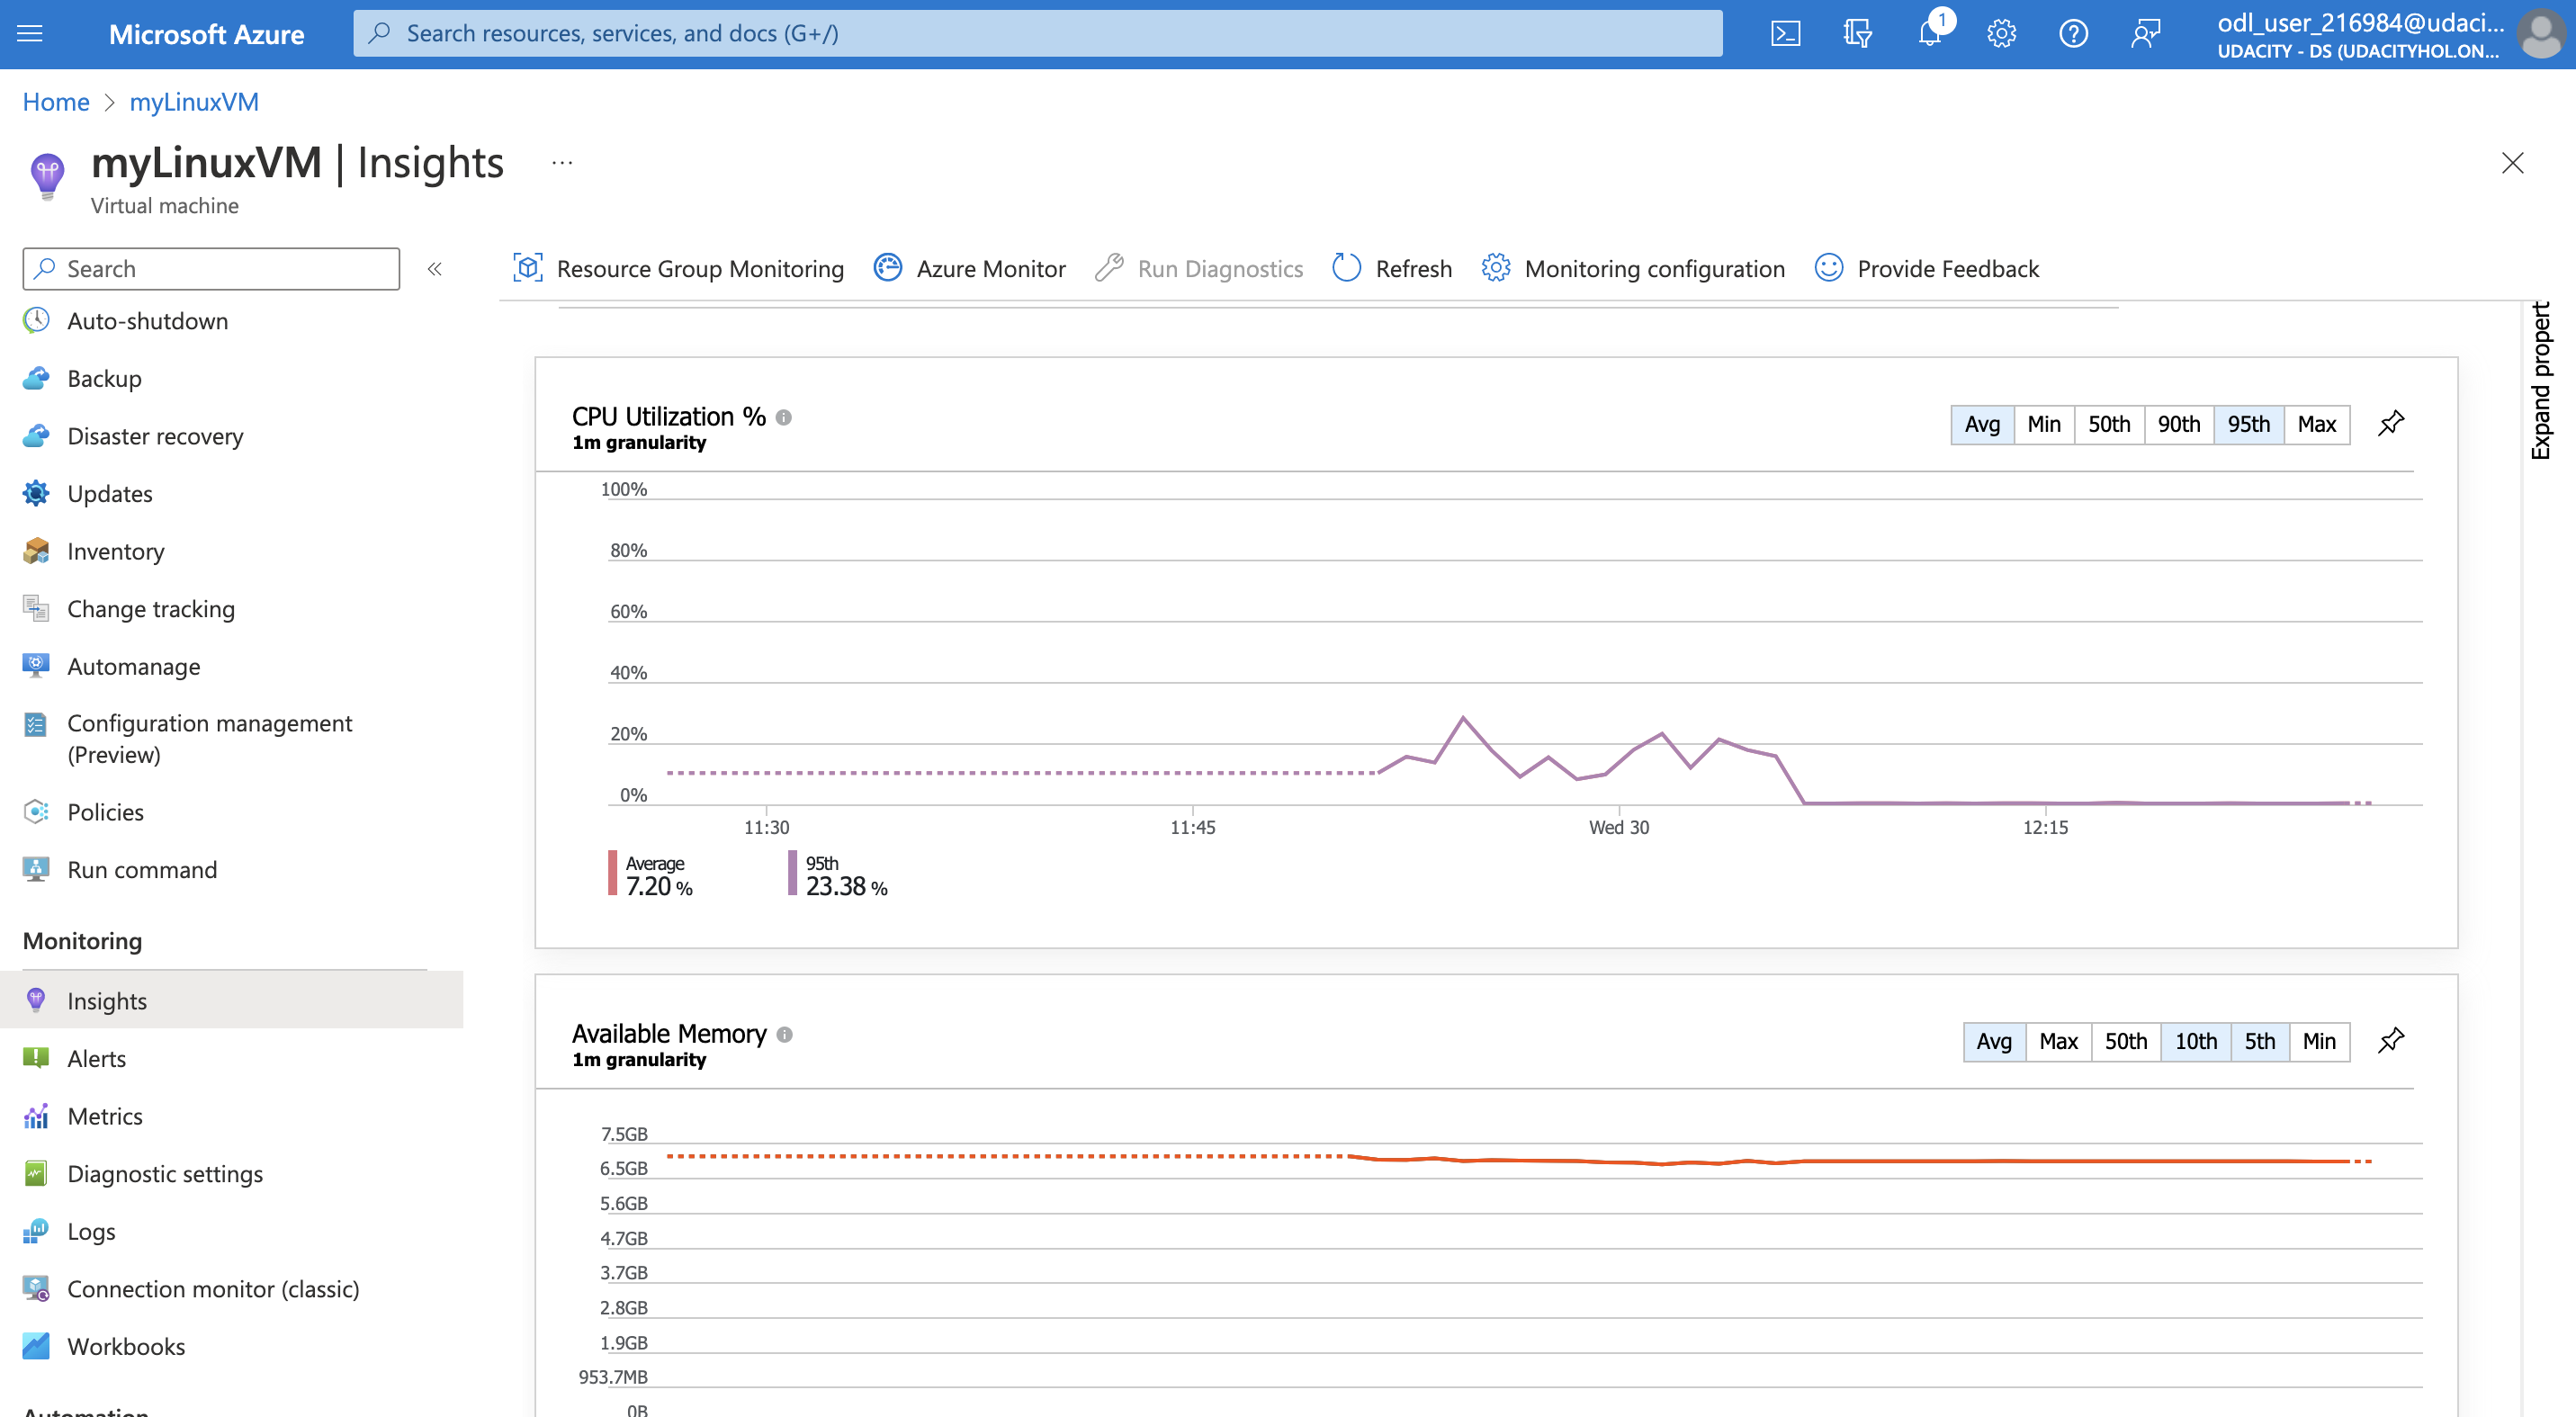 Microsoft Azure
Search resources, services, and docs (G+/)
1
odl_user_216984@udaci...
UDACITY - DS (UDACITYHOL.ON...
Home > myLinuxVM
myLinuxVM | Insights ...
Virtual machine
Search
«
Resource Group Monitoring
Azure Monitor
Run Diagnostics
Refresh
Monitoring configuration
Provide Feedback
Auto-shutdown
Backup
Disaster recovery
Updates
Inventory
Change tracking
Automanage
Configuration management
(Preview)
Policies
Run command
Monitoring
Insights
Alerts
Metrics
Diagnostic settings
Logs
Connection monitor (classic)
Workbooks
Automation
Expand propert
CPU Utilization %
1m granularity
Avg Min 50th 90th 95th Max
100%
80%
60%
40%
20%
0%
11:30 11:45 Wed 30 12:15
Average
7.20 %
95th
23.38 %
Available Memory
1m granularity
Avg Max 50th 10th 5th Min
7.5GB
6.5GB
5.6GB
4.7GB
3.7GB
2.8GB
1.9GB
953.7MB
0B